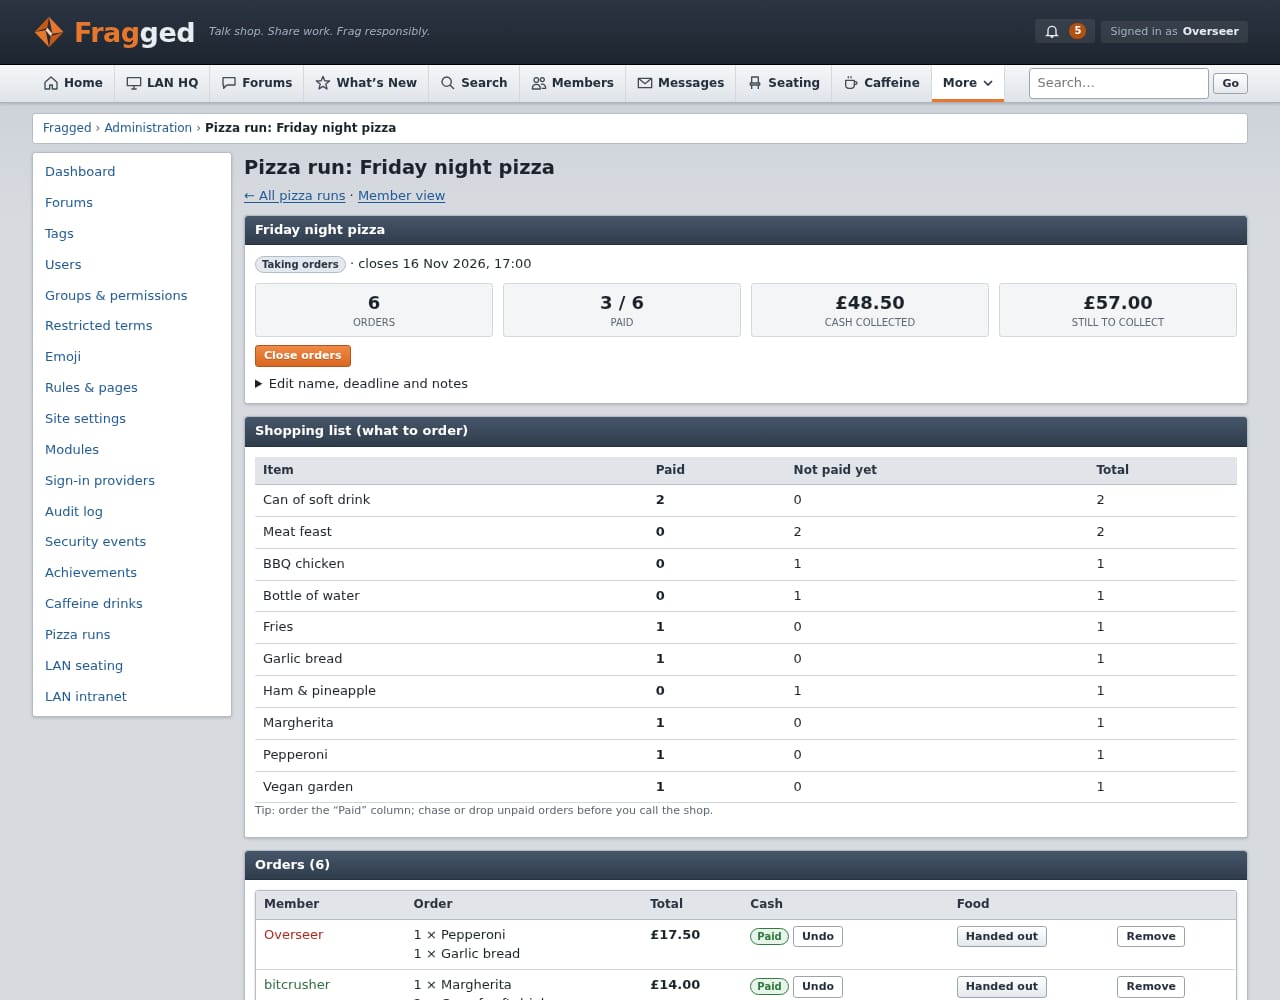 Fragged
Talk shop. Share work. Frag responsibly.
5
Signed in as Overseer
Home
LAN HQ
Forums
What’s New
Search
Members
Messages
Seating
Caffeine
More
Search…
Go
Fragged › Administration › Pizza run: Friday night pizza
Dashboard
Forums
Tags
Users
Groups & permissions
Restricted terms
Emoji
Rules & pages
Site settings
Modules
Sign-in providers
Audit log
Security events
Achievements
Caffeine drinks
Pizza runs
LAN seating
LAN intranet
Pizza run: Friday night pizza
← All pizza runs · Member view
Friday night pizza
Taking orders · closes 16 Nov 2026, 17:00
6
ORDERS
3 / 6
PAID
£48.50
CASH COLLECTED
£57.00
STILL TO COLLECT
Close orders
Edit name, deadline and notes
Shopping list (what to order)
Item Paid Not paid yet Total
Can of soft drink 2 0 2
Meat feast 0 2 2
BBQ chicken 0 1 1
Bottle of water 0 1 1
Fries 1 0 1
Garlic bread 1 0 1
Ham & pineapple 0 1 1
Margherita 1 0 1
Pepperoni 1 0 1
Vegan garden 1 0 1
Tip: order the “Paid” column; chase or drop unpaid orders before you call the shop.
Orders (6)
Member Order Total Cash Food
Overseer 1 × Pepperoni £17.50 Paid Undo Handed out Remove
1 × Garlic bread
bitcrusher 1 × Margherita £14.00 Paid Undo Handed out Remove